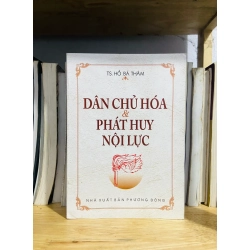 TS. HỒ BÁ THÂM
DÂN CHỦ HÓA
&
PHÁT HUY
NỘI LỰC
NHÀ XUẤT BẢN PHƯƠNG ĐÔNG